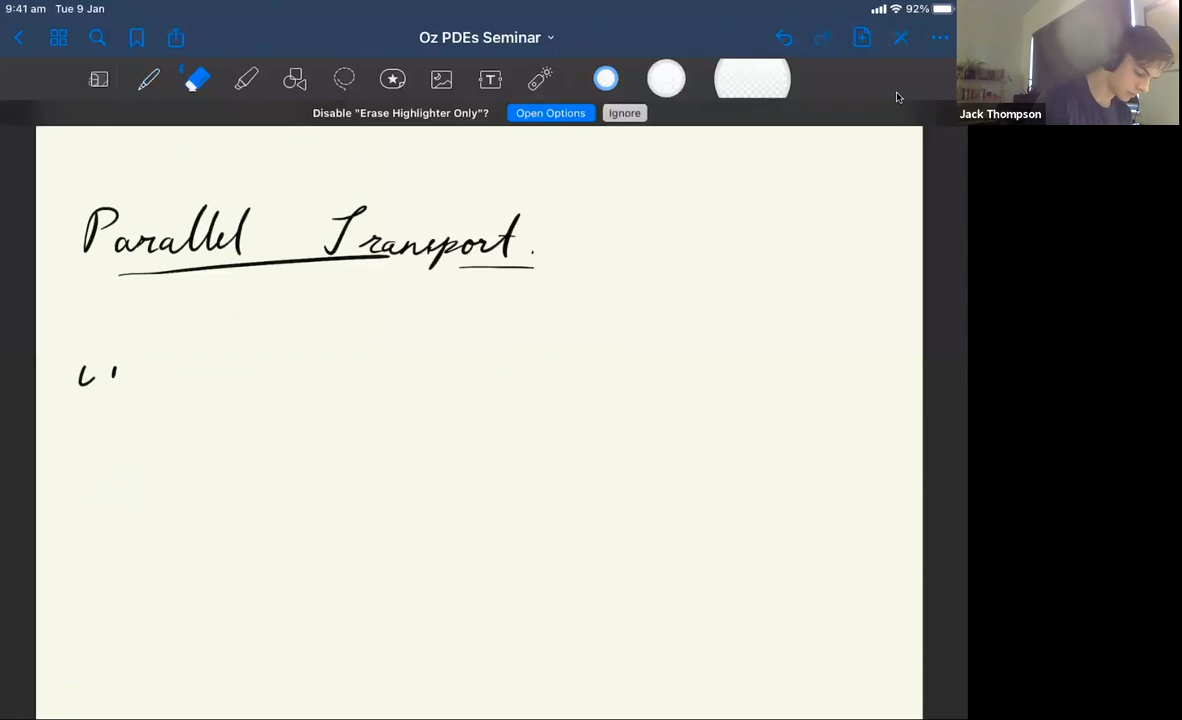 9:41 am Tue 9 Jan
92%
Oz PDEs Seminar
Disable "Erase Highlighter Only"? Open Options Ignore
Jack Thompson
Parallel Transport.